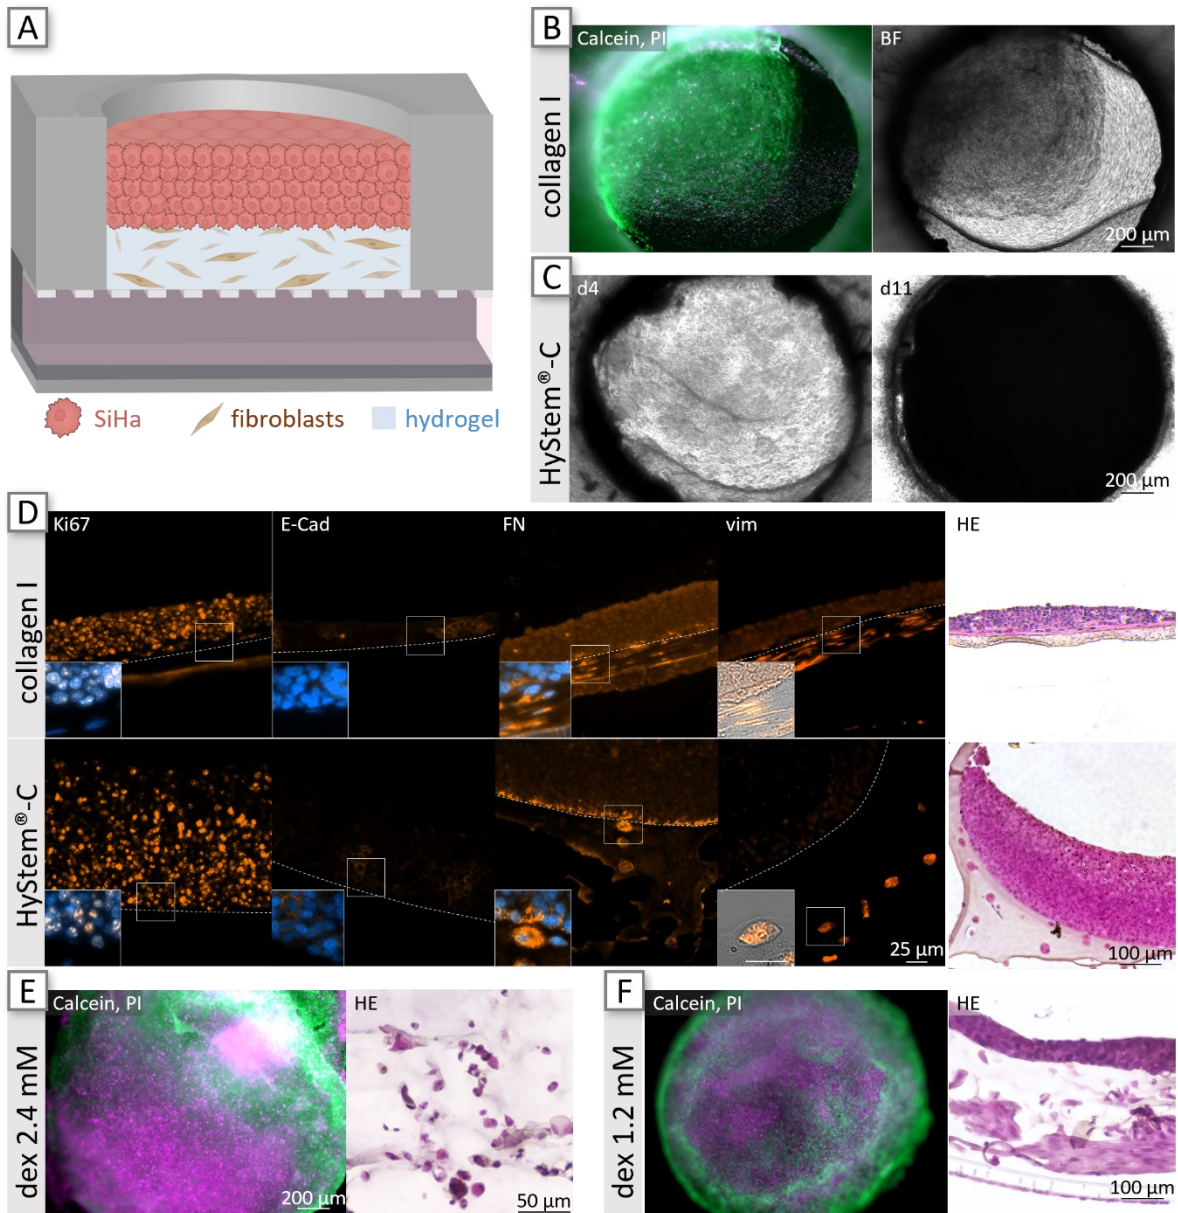 A
SiHa
fibroblasts
hydrogel
B
collagen I
Calcein, PI
BF
200 µm
C
HyStem®-C
d4
d11
200 µm
D
collagen I
Ki67
E-Cad
FN
vim
HE
HyStem®-C
25 µm
100 µm
E
dex 2.4 mM
Calcein, PI
200 µm
HE
50 µm
F
dex 1.2 mM
Calcein, PI
HE
100 µm